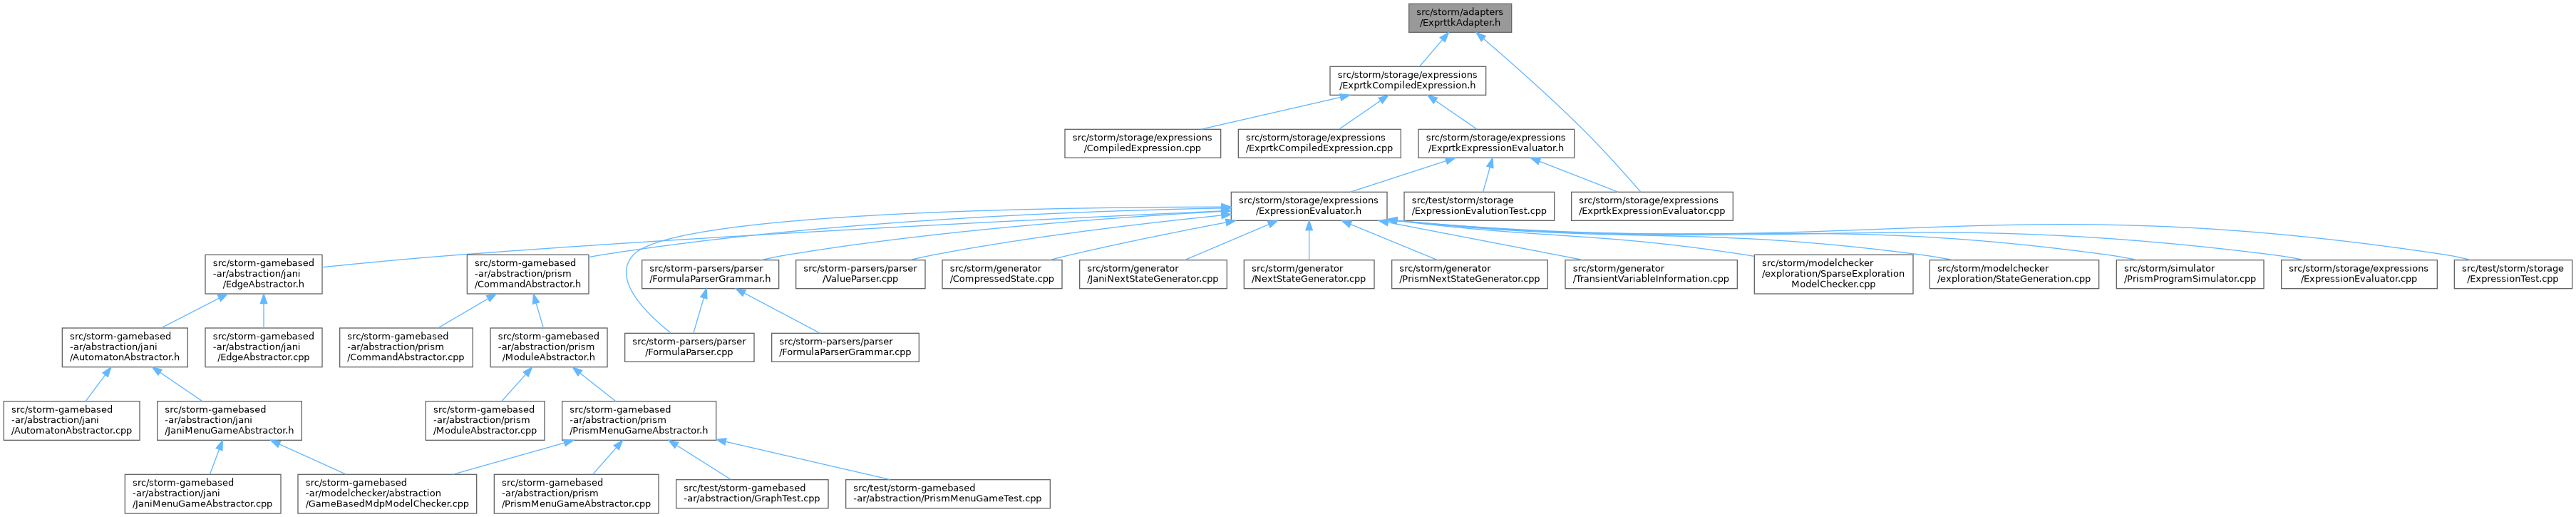 src/storm/adapters
/ExprttkAdapter.h
src/storm/storage/expressions
/ExprtkCompiledExpression.h
src/storm/storage/expressions
/CompiledExpression.cpp
src/storm/storage/expressions
/ExprtkCompiledExpression.cpp
src/storm/storage/expressions
/ExprtkExpressionEvaluator.h
src/storm/storage/expressions
/ExpressionEvaluator.h
src/test/storm/storage
/ExpressionEvalutionTest.cpp
src/storm/storage/expressions
/ExprtkExpressionEvaluator.cpp
src/storm-gamebased
-ar/abstraction/jani
/EdgeAbstractor.h
src/storm-gamebased
-ar/abstraction/prism
/CommandAbstractor.h
src/storm-parsers/parser
/FormulaParserGrammar.h
src/storm-parsers/parser
/ValueParser.cpp
src/storm/generator
/CompressedState.cpp
src/storm/generator
/JaniNextStateGenerator.cpp
src/storm/generator
/NextStateGenerator.cpp
src/storm/generator
/PrismNextStateGenerator.cpp
src/storm/generator
/TransientVariableInformation.cpp
src/storm/modelchecker
/exploration/SparseExploration
ModelChecker.cpp
src/storm/modelchecker
/exploration/StateGeneration.cpp
src/storm/simulator
/PrismProgramSimulator.cpp
src/storm/storage/expressions
/ExpressionEvaluator.cpp
src/test/storm/storage
/ExpressionTest.cpp
src/storm-gamebased
-ar/abstraction/jani
/AutomatonAbstractor.h
src/storm-gamebased
-ar/abstraction/jani
/EdgeAbstractor.cpp
src/storm-gamebased
-ar/abstraction/prism
/CommandAbstractor.cpp
src/storm-gamebased
-ar/abstraction/prism
/ModuleAbstractor.h
src/storm-parsers/parser
/FormulaParser.cpp
src/storm-parsers/parser
/FormulaParserGrammar.cpp
src/storm-gamebased
-ar/abstraction/jani
/AutomatonAbstractor.cpp
src/storm-gamebased
-ar/abstraction/jani
/JaniMenuGameAbstractor.h
src/storm-gamebased
-ar/abstraction/prism
/ModuleAbstractor.cpp
src/storm-gamebased
-ar/abstraction/prism
/PrismMenuGameAbstractor.h
src/storm-gamebased
-ar/abstraction/jani
/JaniMenuGameAbstractor.cpp
src/storm-gamebased
-ar/modelchecker/abstraction
/GameBasedMdpModelChecker.cpp
src/storm-gamebased
-ar/abstraction/prism
/PrismMenuGameAbstractor.cpp
src/test/storm-gamebased
-ar/abstraction/GraphTest.cpp
src/test/storm-gamebased
-ar/abstraction/PrismMenuGameTest.cpp